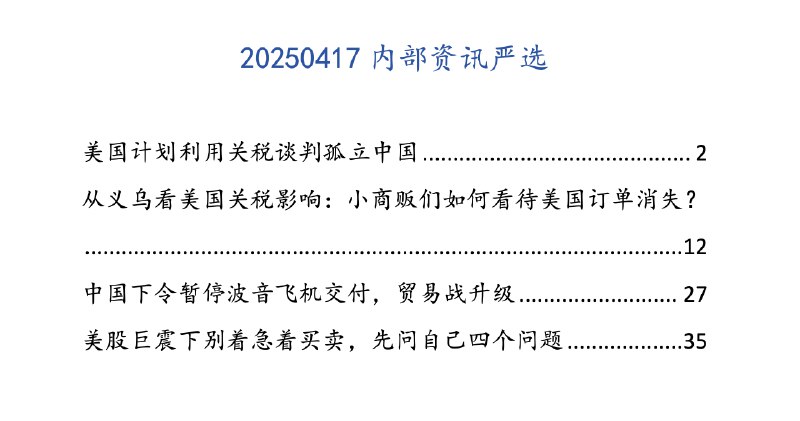 20250417 内部资讯严选
美国计划利用关税谈判孤立中国 ............................................. 2
从义乌看美国关税影响：小商贩们如何看待美国订单消失？
.....................................................................................................12
中国下令暂停波音飞机交付，贸易战升级 .......................... 27
美股巨震下别着急着买卖，先问自己四个问题 ...................35